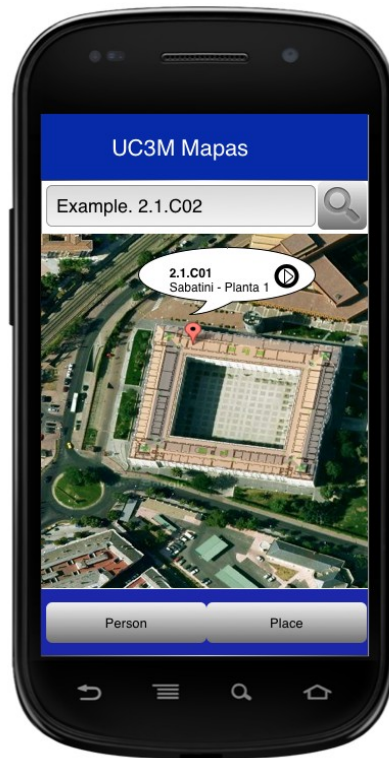 UC3M Mapas
Example. 2.1.C02
2.1.C01
Sabatini - Planta 1
Person
Place